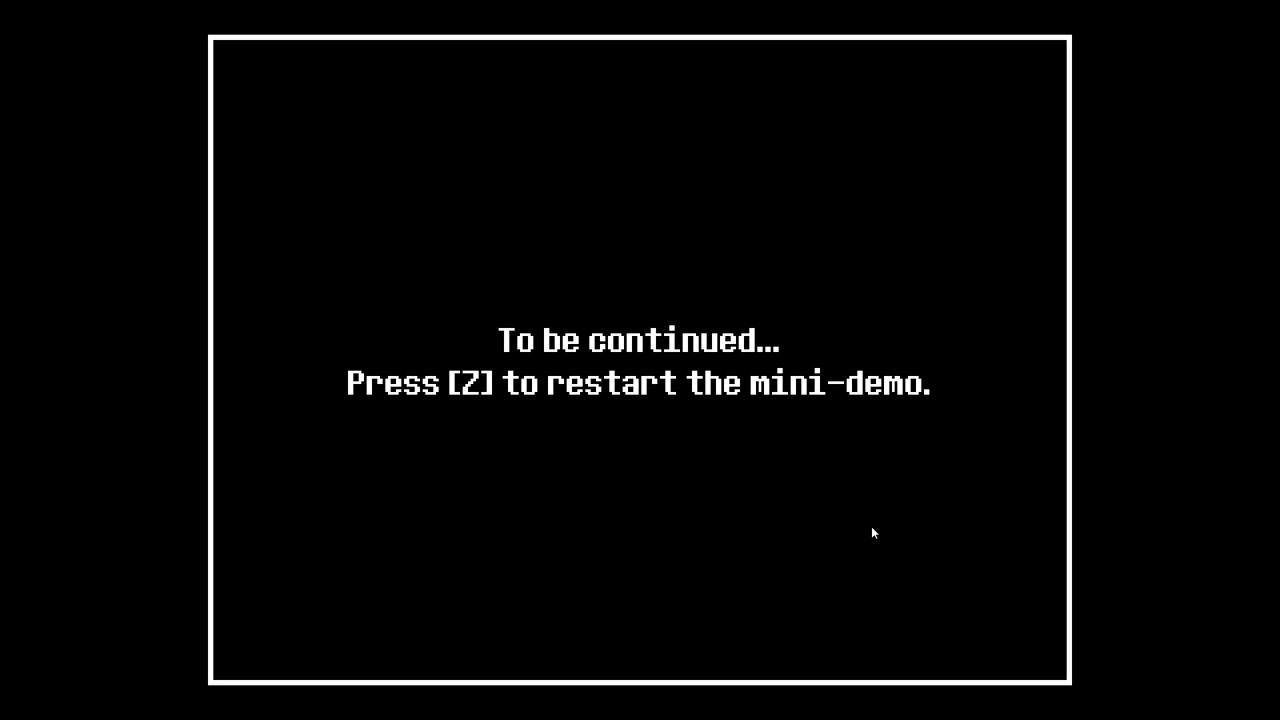 To be continued...
Press [Z] to restart the mini-demo.